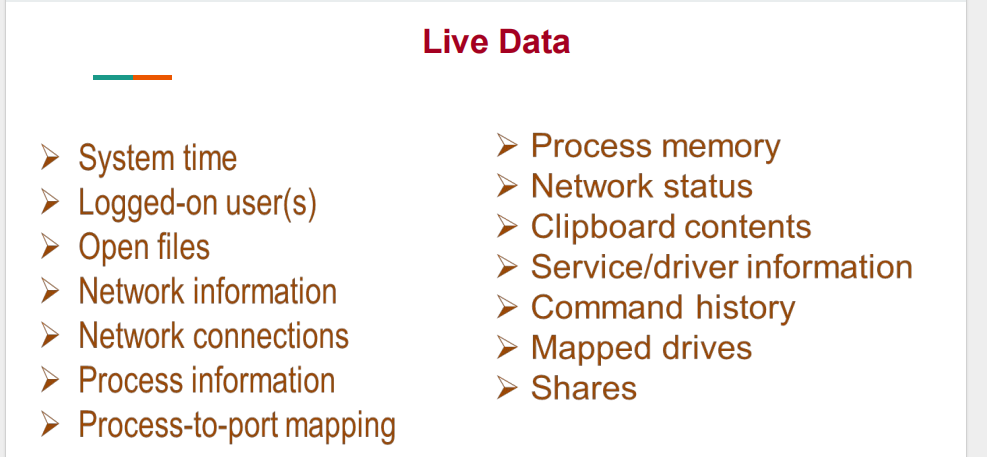 Live Data
➢ System time
➢ Logged-on user(s)
➢ Open files
➢ Network information
➢ Network connections
➢ Process information
➢ Process-to-port mapping
➢ Process memory
➢ Network status
➢ Clipboard contents
➢ Service/driver information
➢ Command history
➢ Mapped drives
➢ Shares